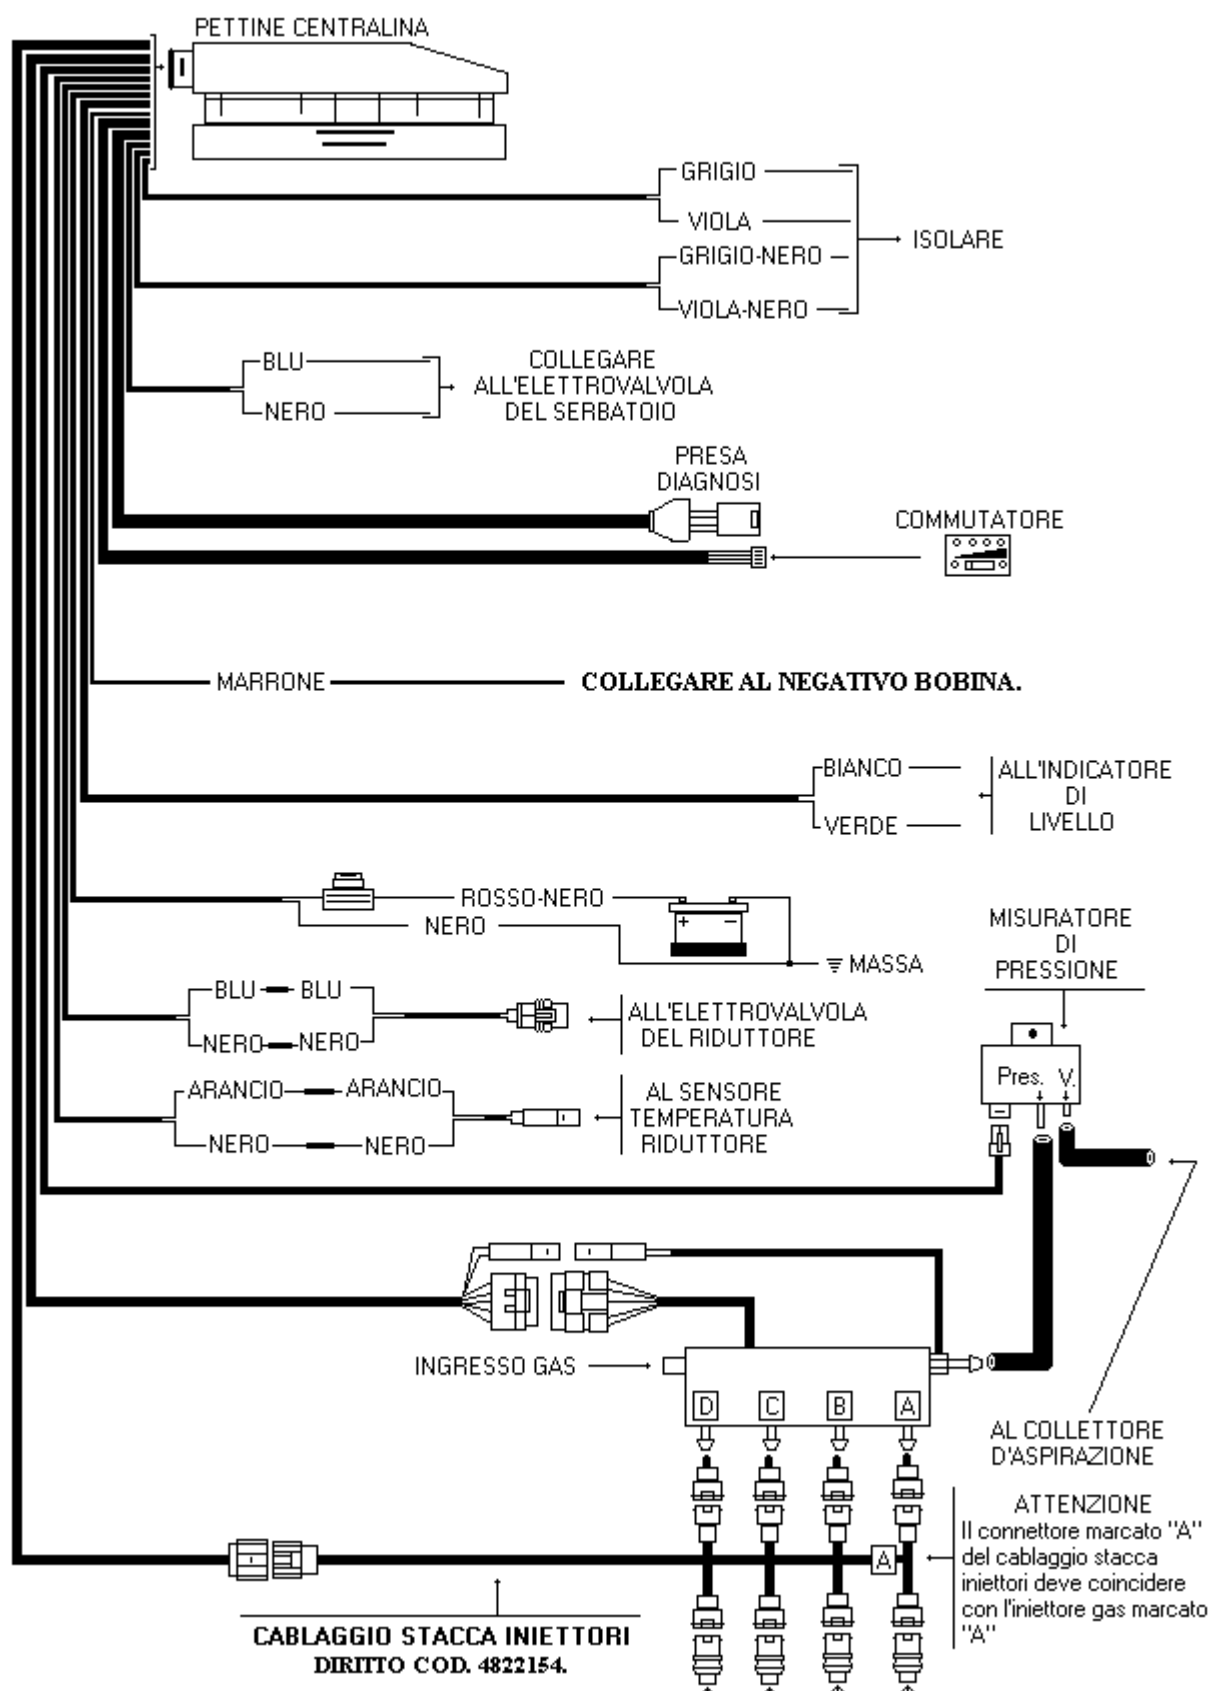 PETTINE CENTRALINA
GRIGIO
VIOLA
GRIGIO-NERO
VIOLA-NERO
ISOLARE
BLU
NERO
COLLEGARE
ALL'ELETTROVALVOLA
DEL SERBATOIO
PRESA
DIAGNOSI
COMMUTATORE
MARRONE
COLLEGARE AL NEGATIVO BOBINA.
BIANCO
VERDE
ALL'INDICATORE
DI
LIVELLO
ROSSO-NERO
NERO
+ −
MASSA
MISURATORE
DI
PRESSIONE
BLU BLU
NERO NERO
ALL'ELETTROVALVOLA
DEL RIDUTTORE
Pres. V.
ARANCIO ARANCIO
NERO NERO
AL SENSORE
TEMPERATURA
RIDUTTORE
INGRESSO GAS
D C B A
AL COLLETTORE
D'ASPIRAZIONE
A
ATTENZIONE
Il connettore marcato "A"
del cablaggio stacca
iniettori deve coincidere
con l'iniettore gas marcato
"A"
CABLAGGIO STACCA INIETTORI
DIRITTO COD. 4822154.